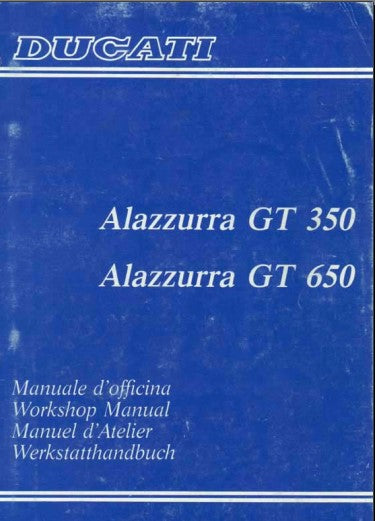 DUCATI
Alazzurra GT 350
Alazzurra GT 650
Manuale d'officina
Workshop Manual
Manuel d'Atelier
Werkstatthandbuch